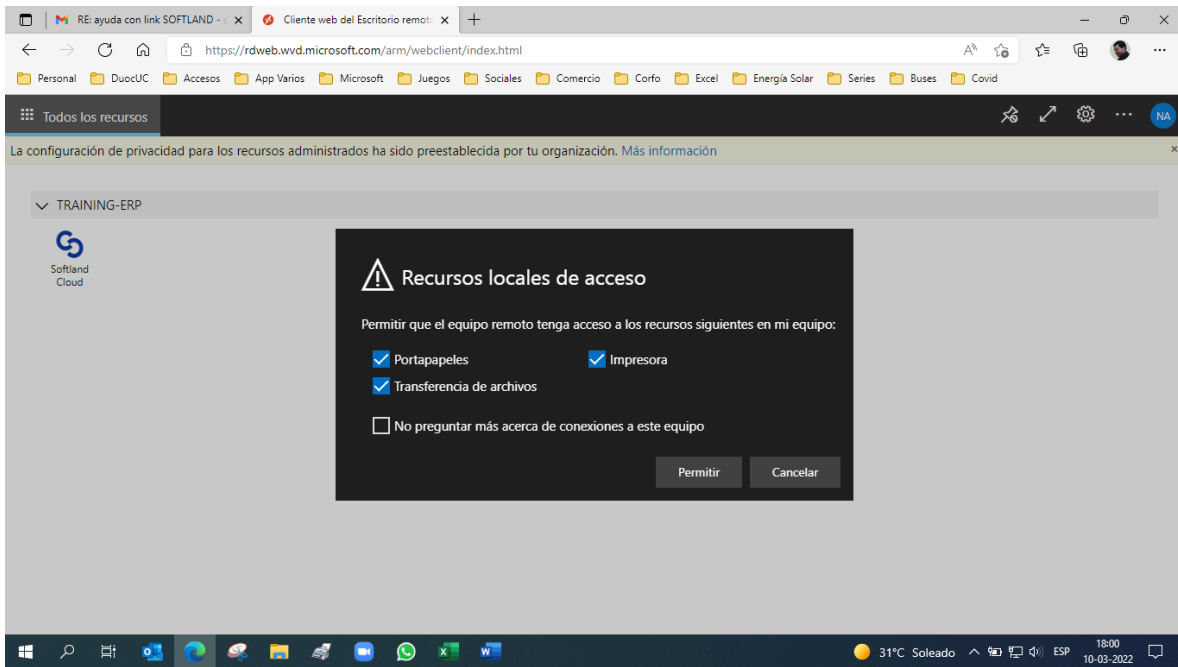 RE: ayuda con link SOFTLAND - c
Cliente web del Escritorio remoto
https://rdweb.wvd.microsoft.com/arm/webclient/index.html
Personal DuocUC Accesos App Varios Microsoft Juegos Sociales Comercio Corfo Excel Energía Solar Series Buses Covid
Todos los recursos
NA
La configuración de privacidad para los recursos administrados ha sido preestablecida por tu organización. Más información
TRAINING-ERP
Softland
Cloud
Recursos locales de acceso
Permitir que el equipo remoto tenga acceso a los recursos siguientes en mi equipo:
Portapapeles Impresora
Transferencia de archivos
No preguntar más acerca de conexiones a este equipo
Permitir Cancelar
31°C Soleado ESP 18:00
10-03-2022